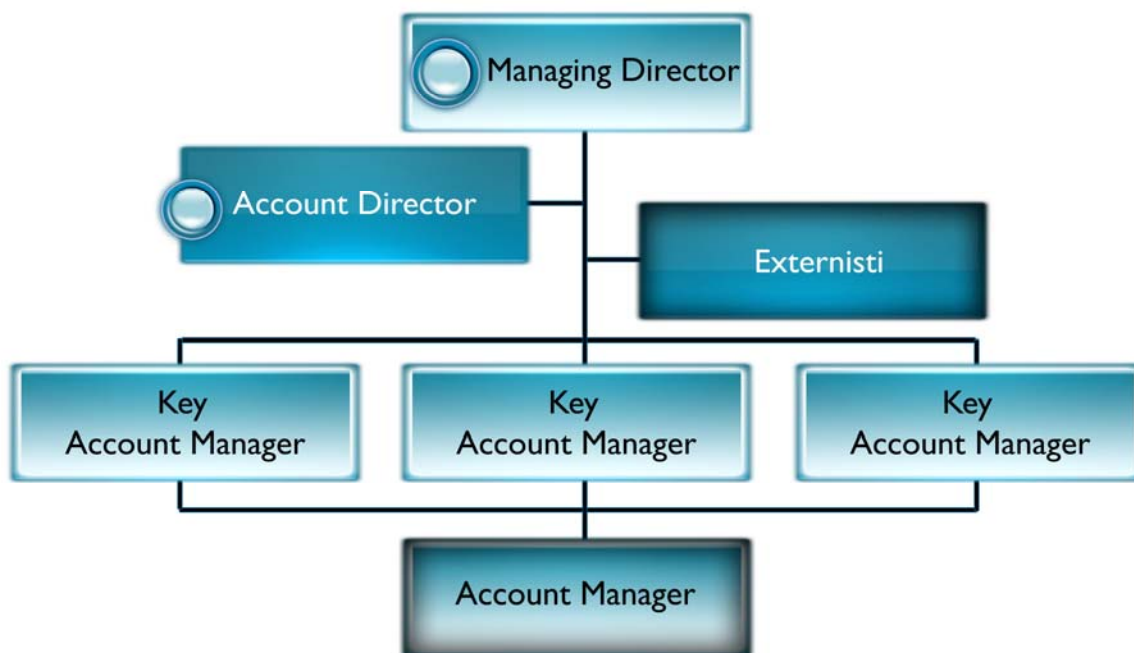 Managing Director
Account Director
Externisti
Key
Account Manager
Key
Account Manager
Key
Account Manager
Account Manager